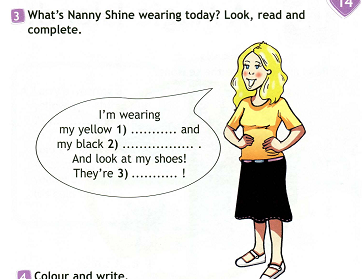 14
3 What's Nanny Shine wearing today? Look, read and
complete.
I'm wearing
my yellow 1) ........... and
my black 2) ................. .
And look at my shoes!
They're 3) ........... !
4 Colour and write.